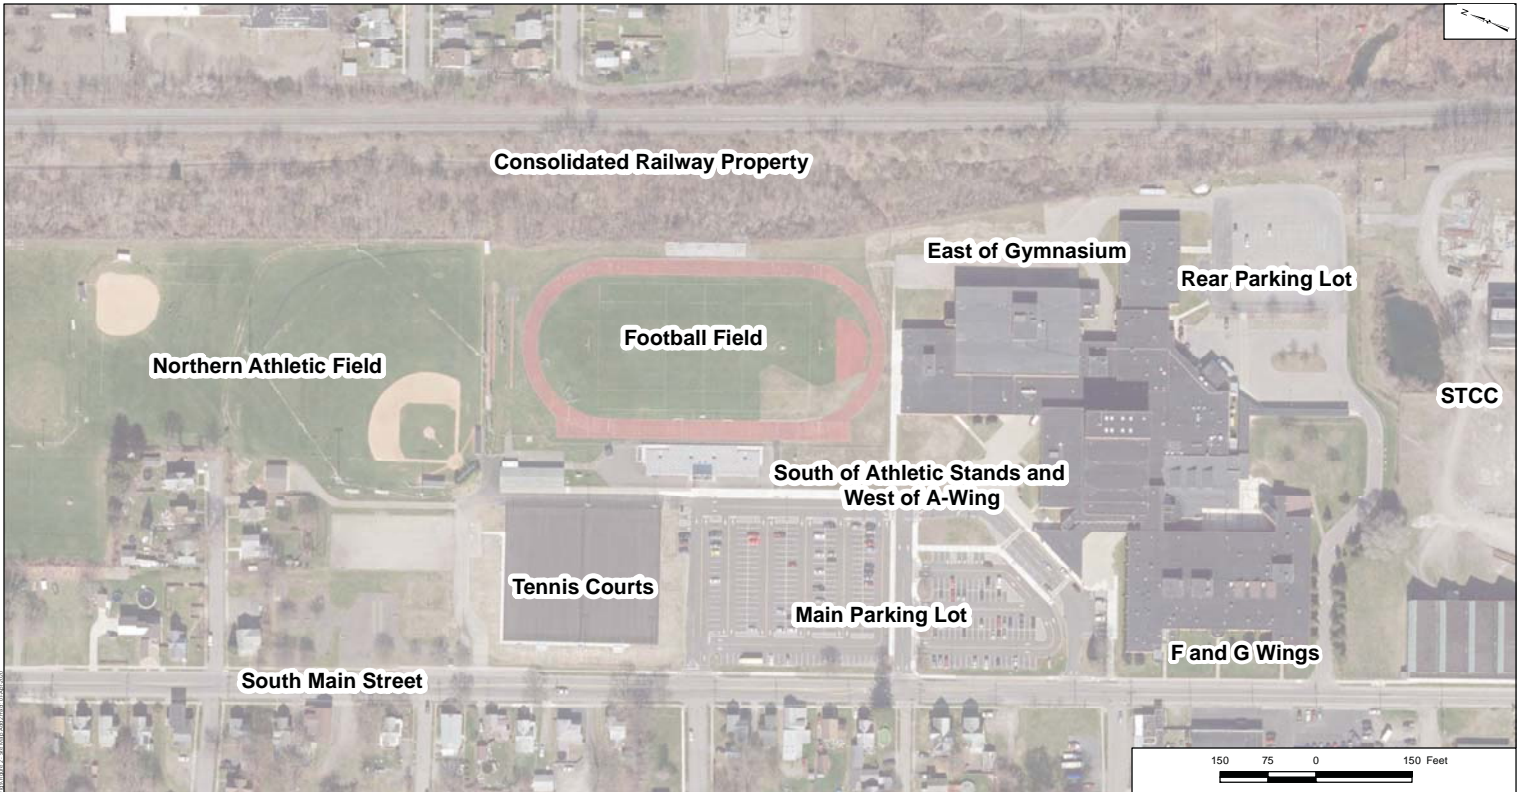 N
Consolidated Railway Property
East of Gymnasium
Rear Parking Lot
Football Field
Northern Athletic Field
STCC
South of Athletic Stands and
West of A-Wing
Tennis Courts
Main Parking Lot
F and G Wings
South Main Street
150 75 0 150 Feet